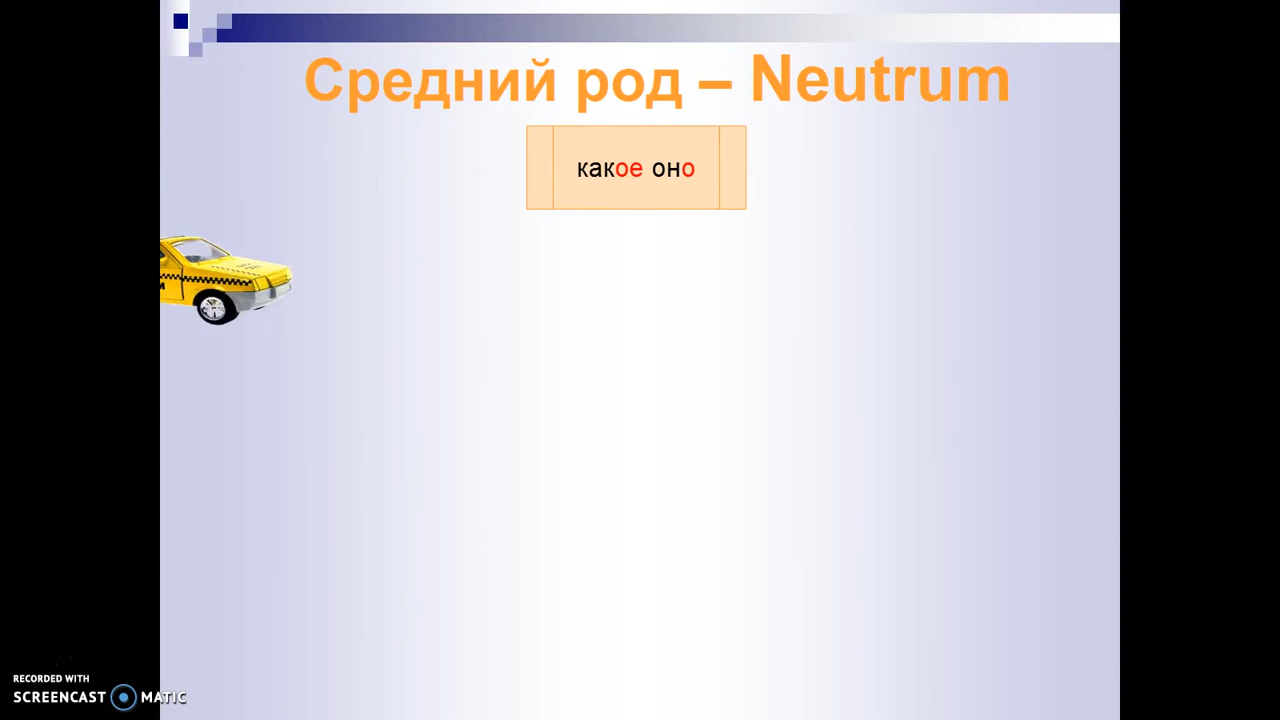 Средний род – Neutrum
какое оно
RECORDED WITH
SCREENCAST MATIC